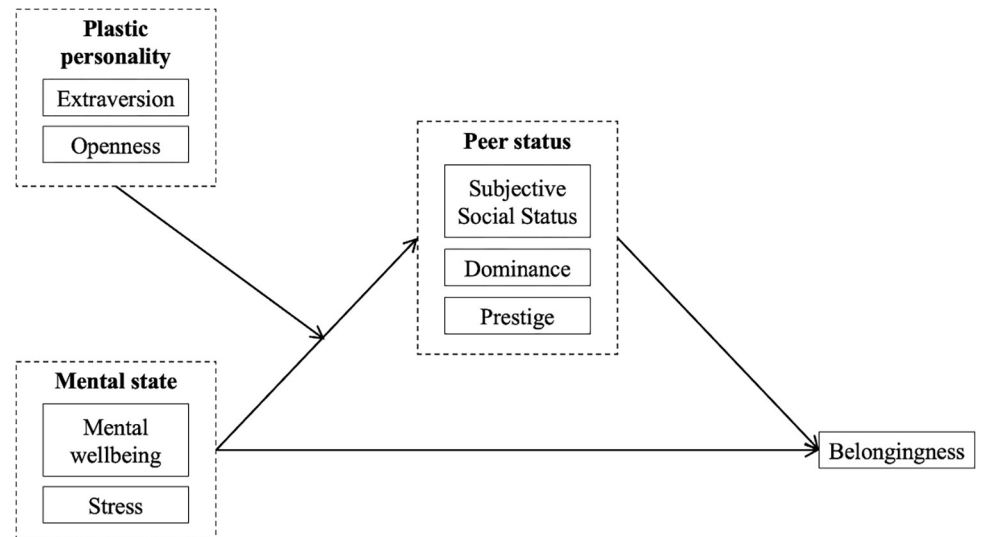 Plastic
personality
Extraversion
Openness
Peer status
Subjective
Social Status
Dominance
Prestige
Mental state
Mental
wellbeing
Stress
Belongingness